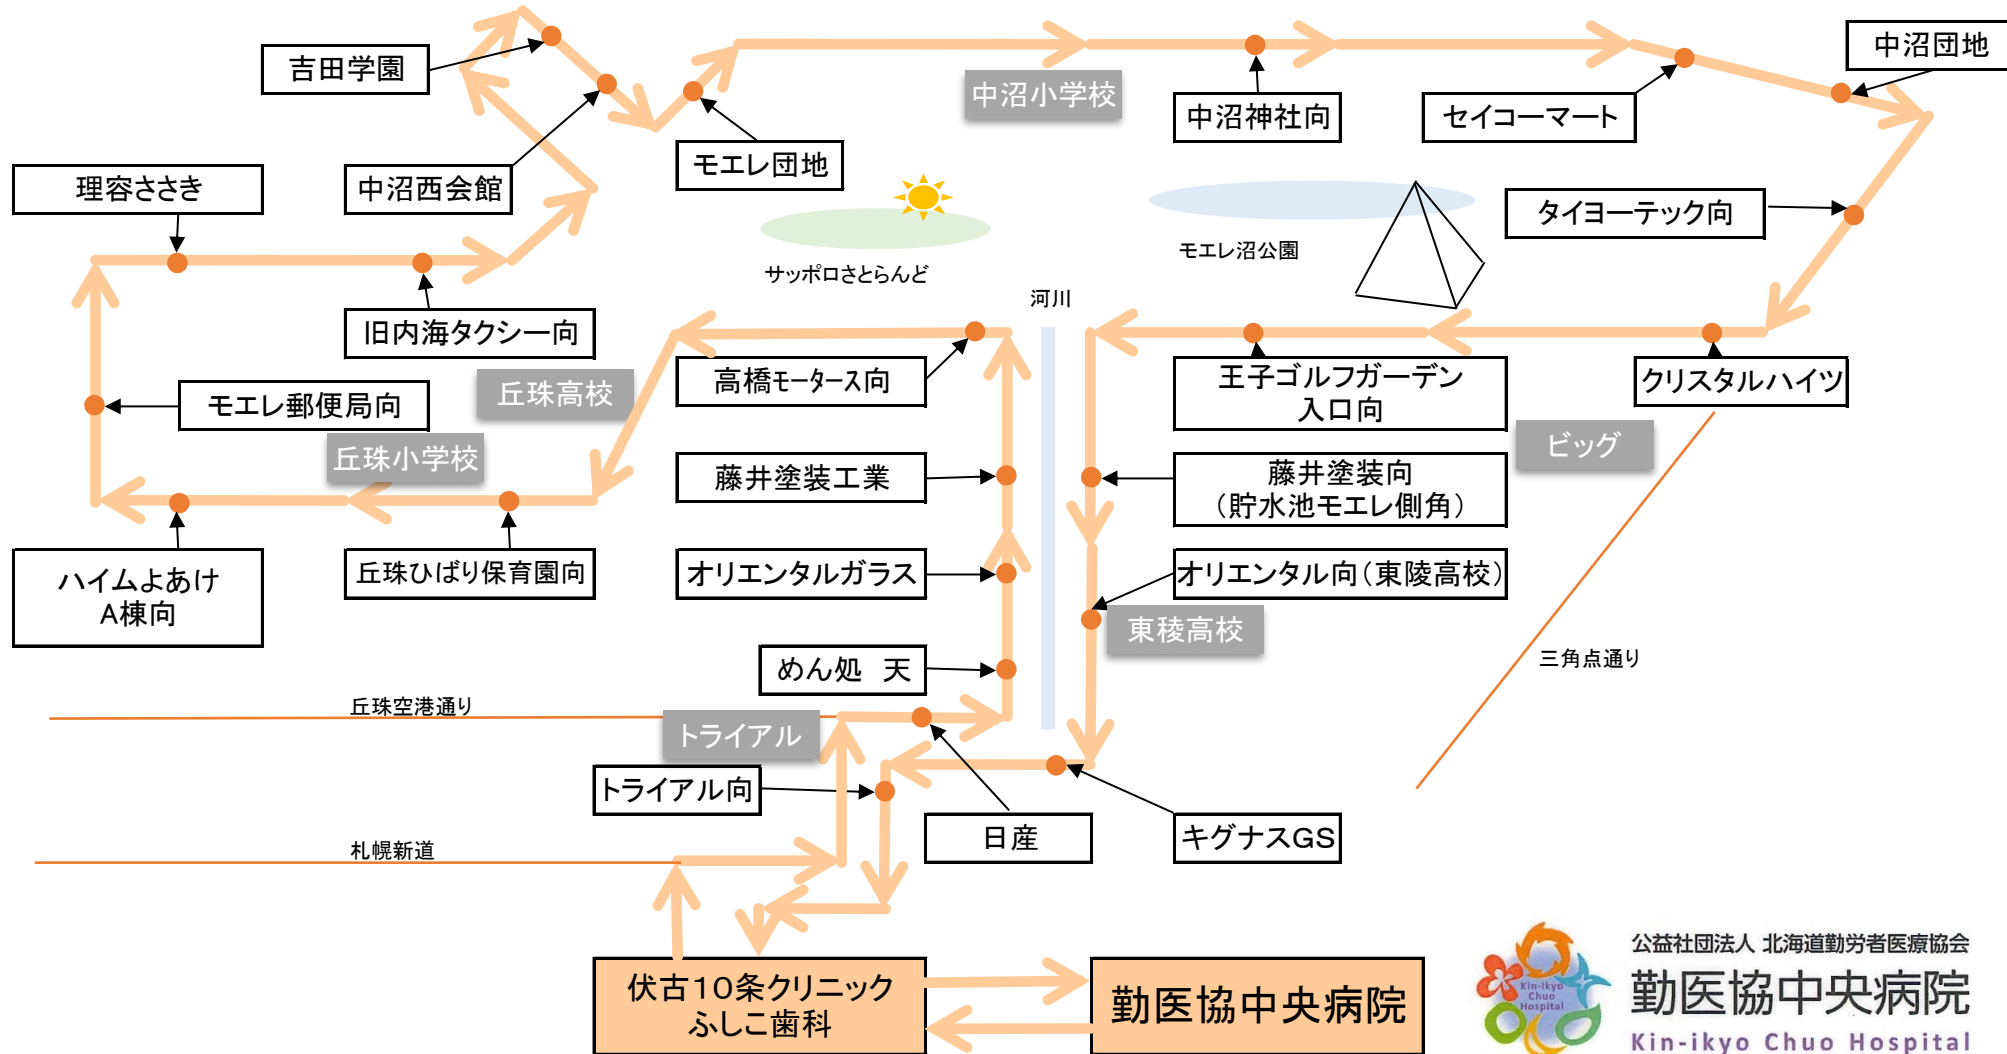 中沼団地
吉田学園
中沼小学校
中沼神社向
セイコーマート
モエレ団地
理容ささき
中沼西会館
タイヨーテック向
モエレ沼公園
サッポロさとらんど
河川
旧内海タクシー向
高橋モータース向
王子ゴルフガーデン
入口向
クリスタルハイツ
丘珠高校
モエレ郵便局向
丘珠小学校
ビッグ
藤井塗装工業
藤井塗装向
(貯水池モエレ側角)
ハイムよあけ
A棟向
丘珠ひばり保育園向
オリエンタルガラス
オリエンタル向(東陵高校)
東稜高校
めん処 天
三角点通り
丘珠空港通り
トライアル
トライアル向
日産
キグナスGS
札幌新道
伏古10条クリニック
ふしこ歯科
勤医協中央病院
Kin-ikyo
Chuo
Hospital
公益社団法人 北海道勤労者医療協会
勤医協中央病院
Kin-ikyo Chuo Hospital